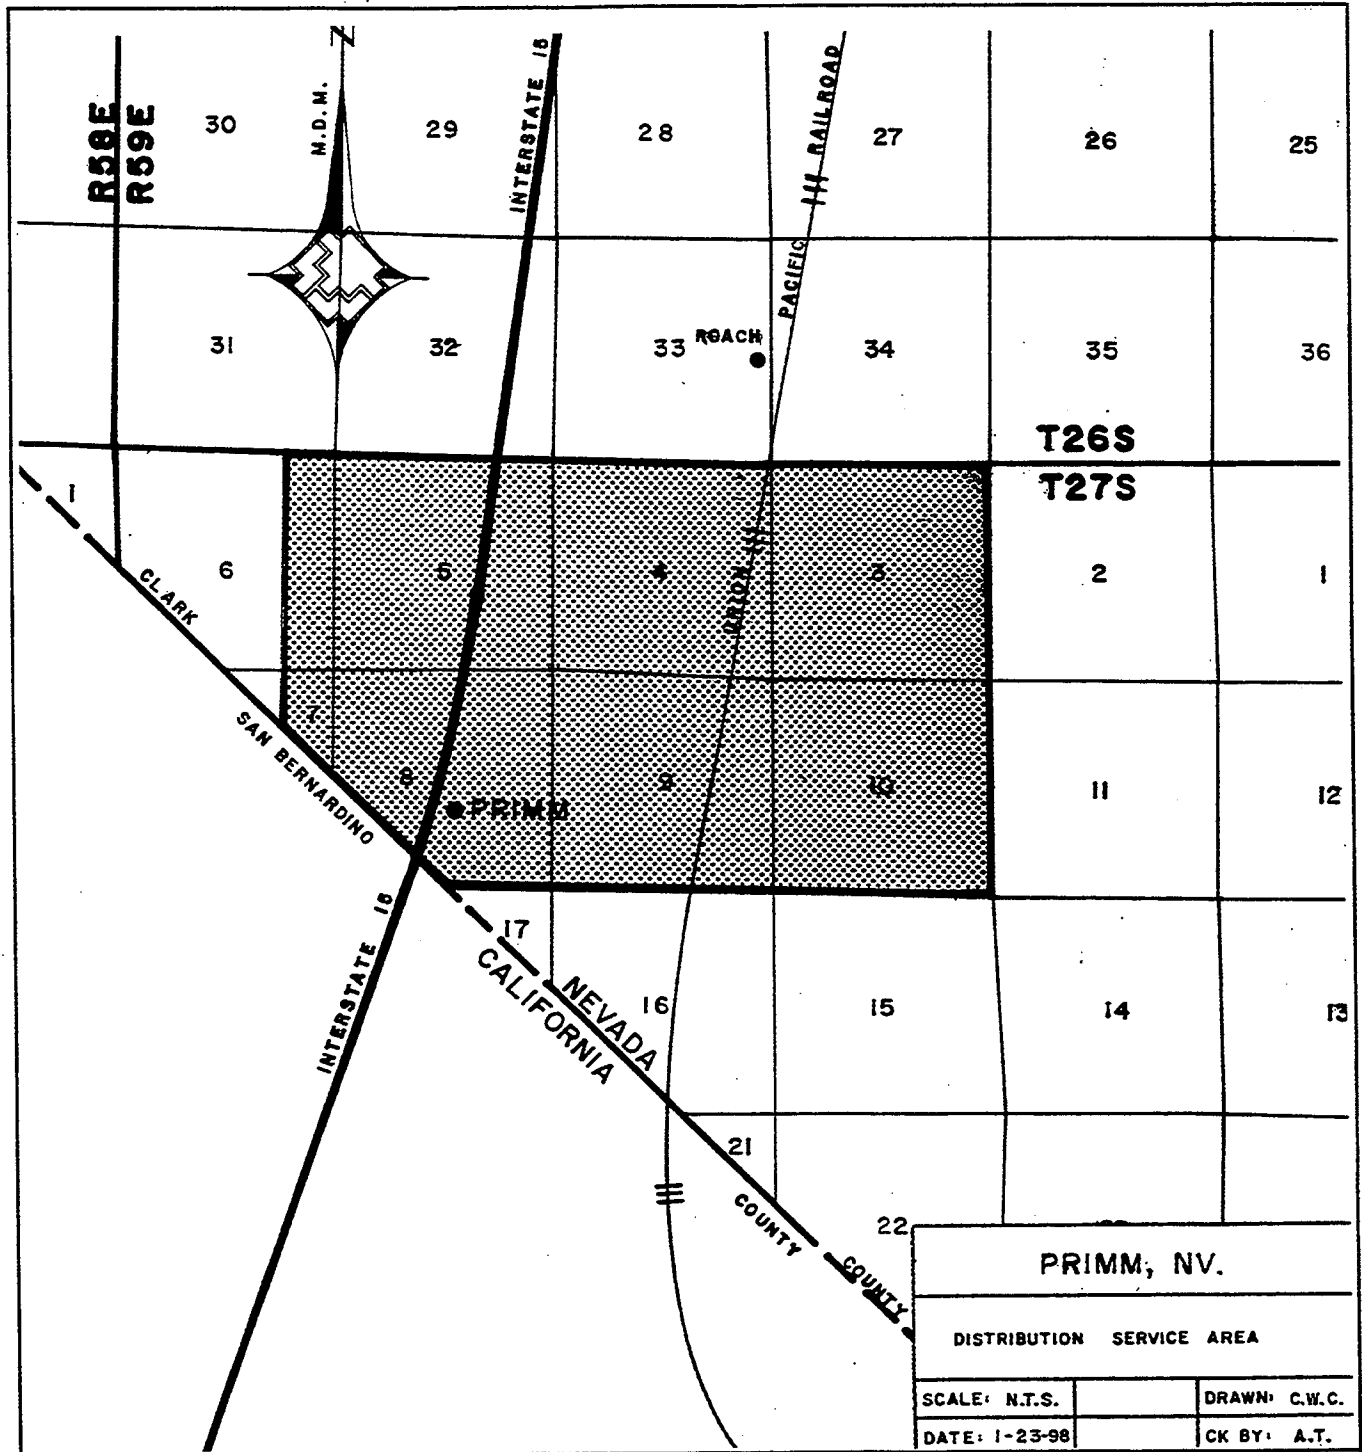 N
M.D.M.
R58E
R59E
INTERSTATE 15
UNION PACIFIC RAILROAD
30
29
28
27
26
25
31
32
33
ROACH
34
35
36
T26S
T27S
1
6
5
4
3
2
1
CLARK
SAN BERNARDINO
7
8
9
10
11
12
PRIMM
INTERSTATE 15
17
16
15
14
13
NEVADA
CALIFORNIA
21
22
COUNTY
COUNTY
PRIMM, NV.
DISTRIBUTION SERVICE AREA
SCALE: N.T.S.
DRAWN: C.W.C.
DATE: 1-23-98
CK BY: A.T.